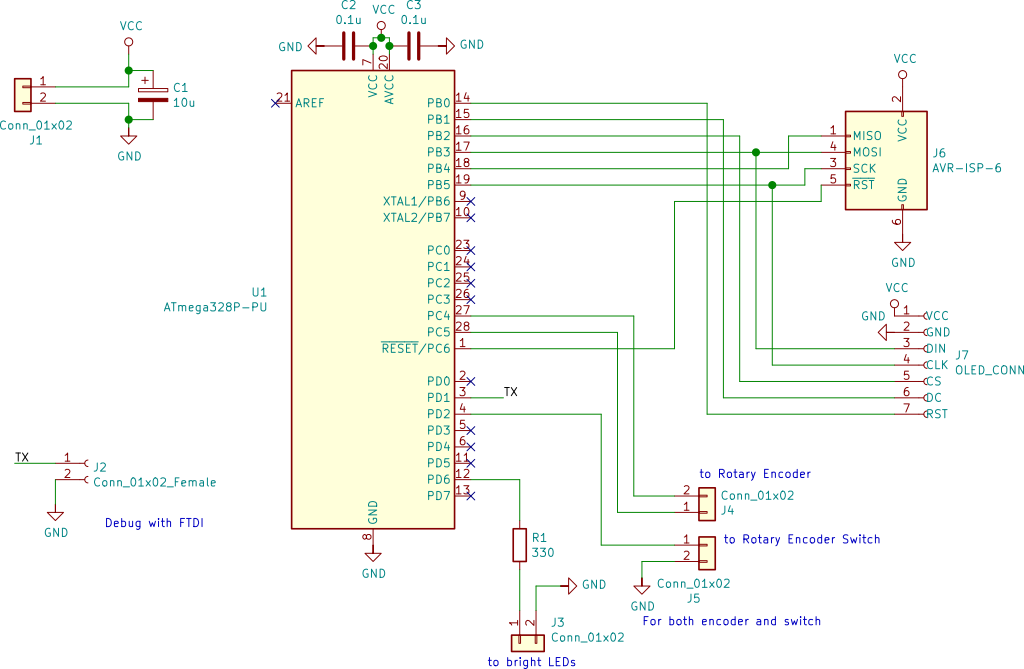 VCC
1
2
Conn_01x02
J1
+
C1
10u
GND
C2
0.1u
VCC
C3
0.1u
GND
GND
7
20
VCC
AVCC
21
AREF
U1
ATmega328P-PU
PB0
14
PB1
15
PB2
16
PB3
17
PB4
18
PB5
19
XTAL1/PB6
9
XTAL2/PB7
10
PC0
23
PC1
24
PC2
25
PC3
26
PC4
27
PC5
28
RESET/PC6
1
PD0
2
PD1
3
TX
PD2
4
PD3
5
PD4
6
PD5
11
PD6
12
PD7
13
GND
8
GND
VCC
2
VCC
1
MISO
4
MOSI
3
SCK
5
RST
GND
6
GND
J6
AVR-ISP-6
VCC
GND
1
VCC
2
GND
3
DIN
4
CLK
5
CS
6
DC
7
RST
J7
OLED_CONN
TX
1
2
J2
Conn_01x02_Female
GND
Debug with FTDI
R1
330
GND
1
2
J3
Conn_01x02
to bright LEDs
to Rotary Encoder
2
1
Conn_01x02
J4
to Rotary Encoder Switch
1
2
Conn_01x02
J5
GND
For both encoder and switch